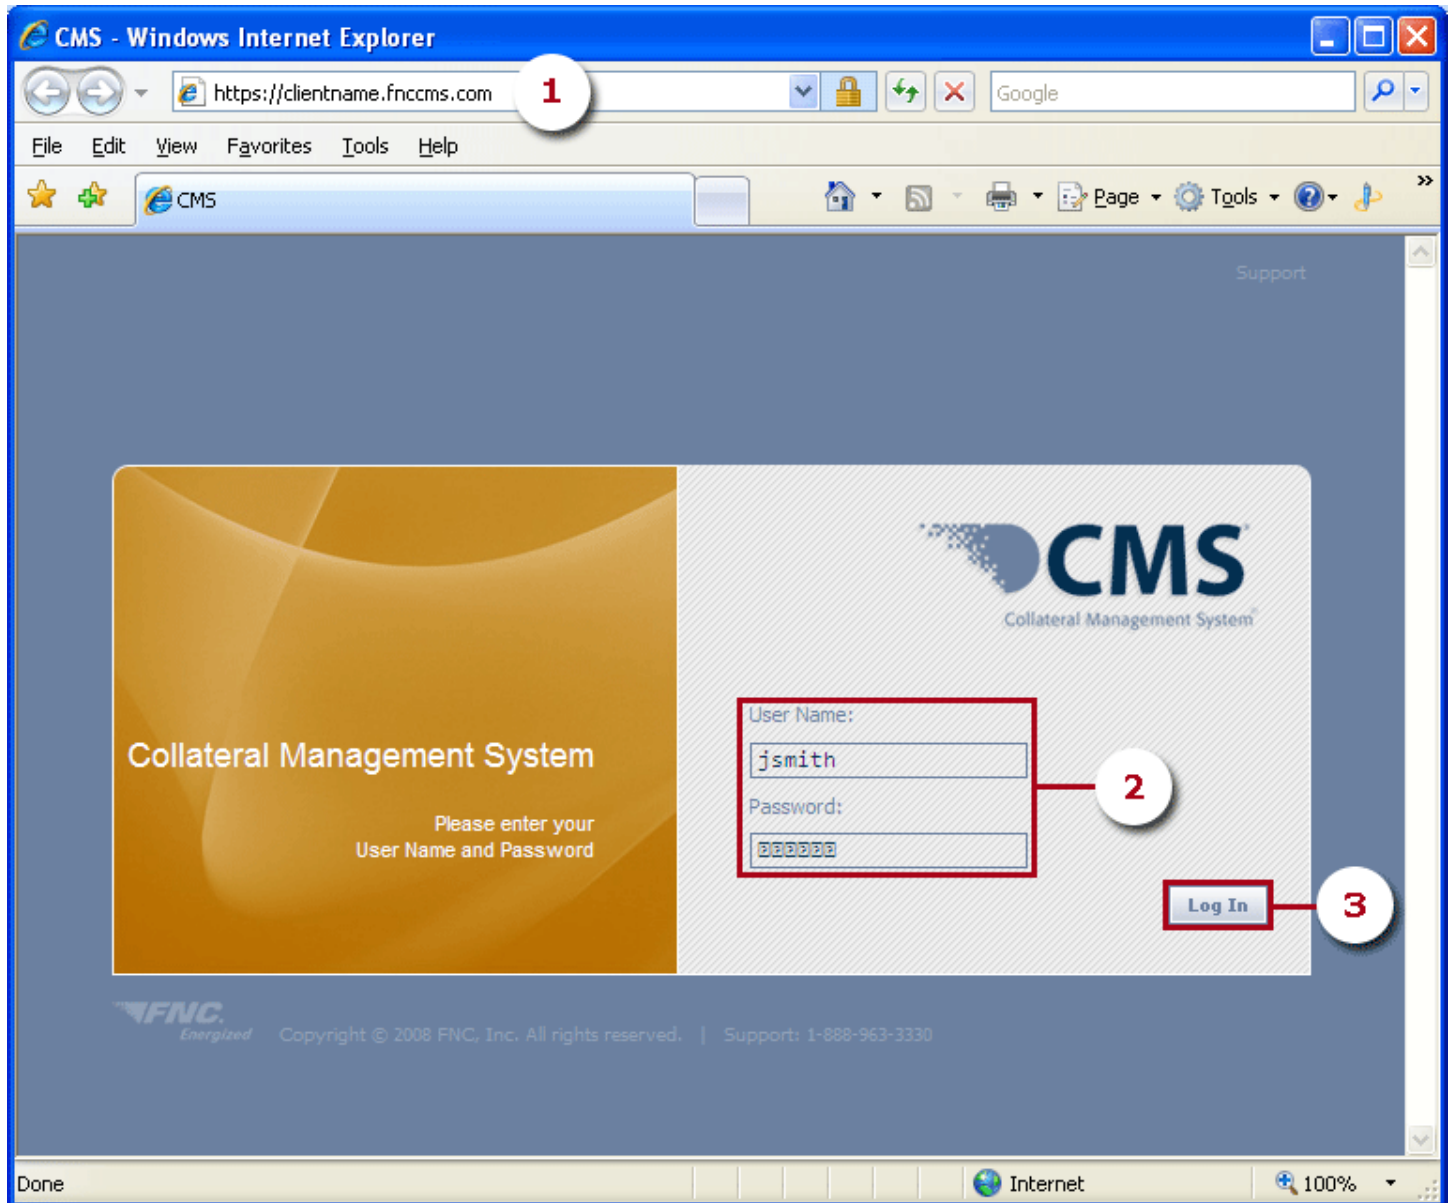 CMS - Windows Internet Explorer
https://clientname.fnccms.com
1
Google
File Edit View Favorites Tools Help
CMS
Page Tools »
Support
CMS
Collateral Management System®
User Name:
jsmith
Collateral Management System
2
Password:
Please enter your
User Name and Password
Log In
3
FNC.
Energized
Copyright © 2008 FNC, Inc. All rights reserved. | Support: 1-888-963-3330
Done
Internet
100%